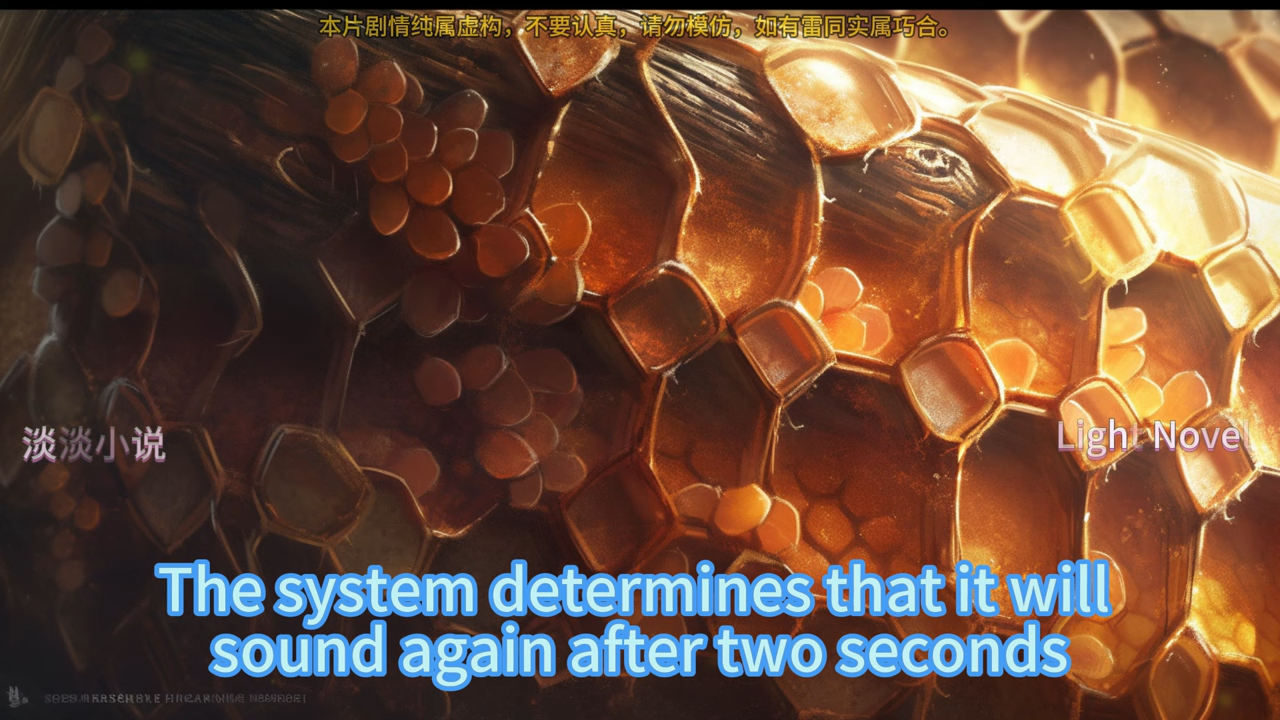 本片剧情纯属虚构，不要认真，请勿模仿，如有雷同实属巧合。
淡淡小说
Light Novel
The system determines that it will
sound again after two seconds